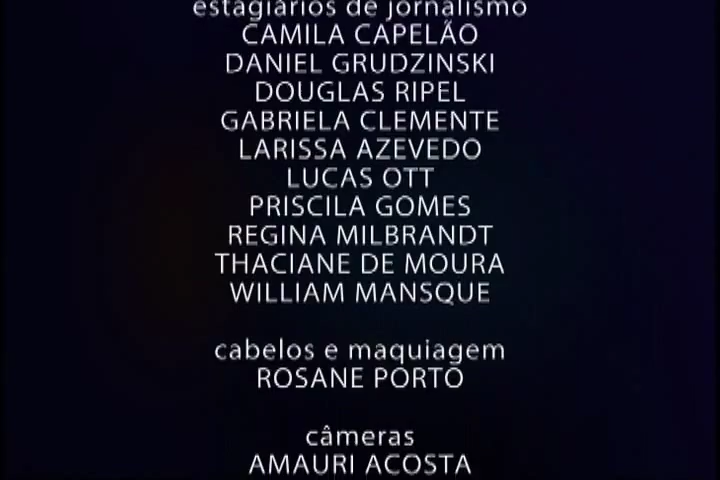 estagiários de jornalismo
CAMILA CAPELÃO
DANIEL GRUDZINSKI
DOUGLAS RIPEL
GABRIELA CLEMENTE
LARISSA AZEVEDO
LUCAS OTT
PRISCILA GOMES
REGINA MILBRANDT
THACIANE DE MOURA
WILLIAM MANSQUE
cabelos e maquiagem
ROSANE PORTO
câmeras
AMAURI ACOSTA